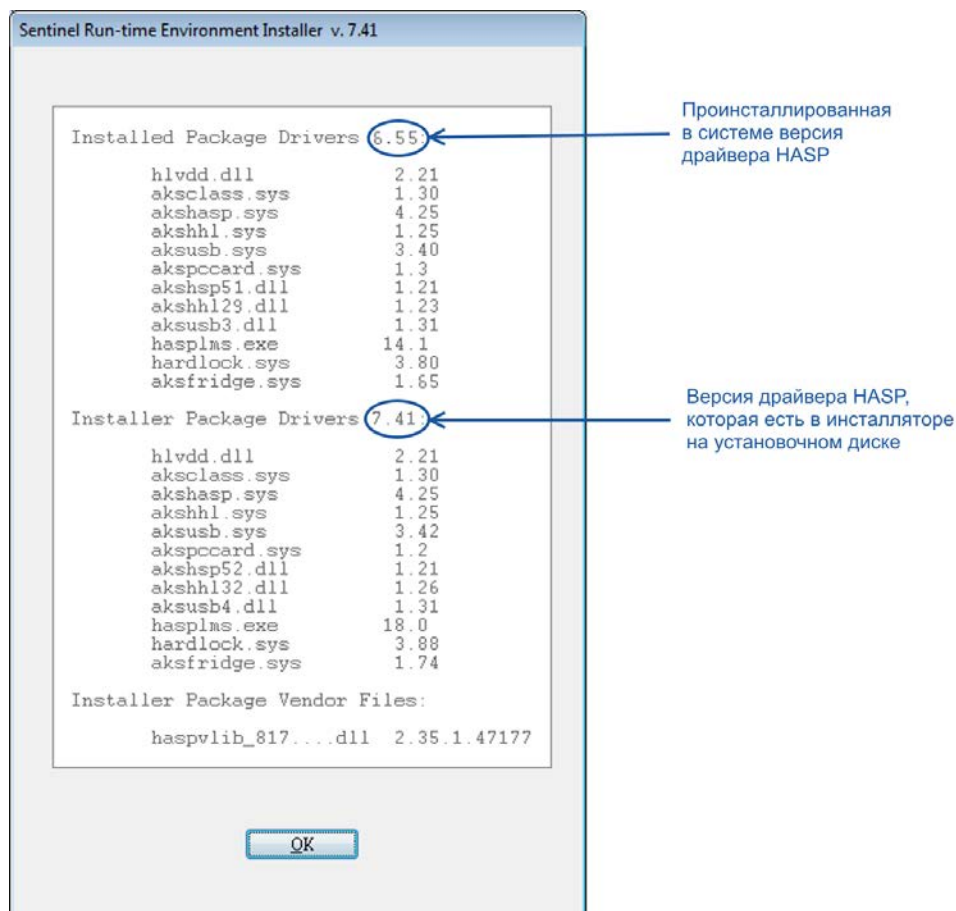 Sentinel Run-time Environment Installer v. 7.41
Installed Package Drivers 6.55:
hlvdd.dll 2.21
aksclass.sys 1.30
akshasp.sys 4.25
akshhl.sys 1.25
aksusb.sys 3.40
akspccard.sys 1.3
akshsp51.dll 1.21
akshhl29.dll 1.23
aksusb3.dll 1.31
hasplms.exe 14.1
hardlock.sys 3.80
aksfridge.sys 1.65
Installer Package Drivers 7.41:
hlvdd.dll 2.21
aksclass.sys 1.30
akshasp.sys 4.25
akshhl.sys 1.25
aksusb.sys 3.42
akspccard.sys 1.2
akshsp52.dll 1.21
akshhl32.dll 1.26
aksusb4.dll 1.31
hasplms.exe 18.0
hardlock.sys 3.88
aksfridge.sys 1.74
Installer Package Vendor Files:
haspvlib_817....dll 2.35.1.47177
OK
Проинсталлированная
в системе версия
драйвера HASP
Версия драйвера HASP,
которая есть в инсталляторе
на установочном диске